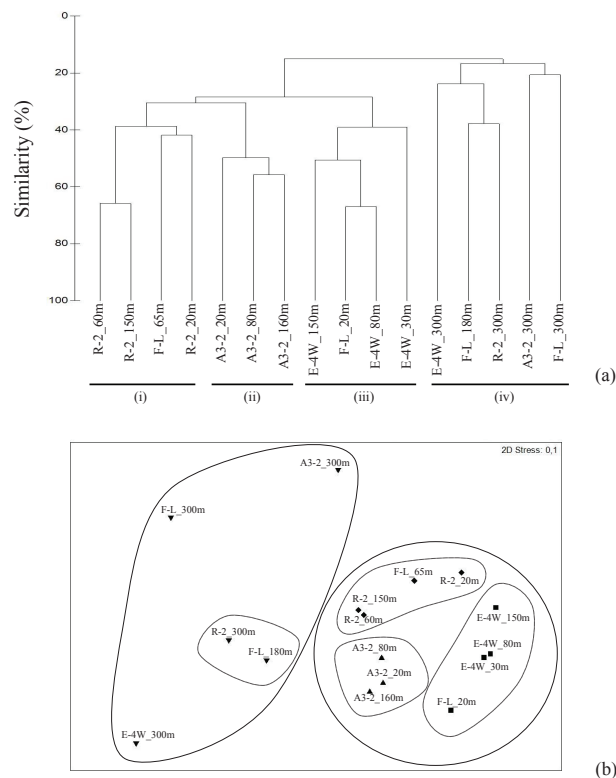 0
20
40
60
80
100
Similarity (%)
R-2_60m
R-2_150m
F-L_65m
R-2_20m
A3-2_20m
A3-2_80m
A3-2_160m
E-4W_150m
F-L_20m
E-4W_80m
E-4W_30m
E-4W_300m
F-L_180m
R-2_300m
A3-2_300m
F-L_300m
(i)
(ii)
(iii)
(iv)
(a)
2D Stress: 0,1
A3-2_300m
F-L_300m
F-L_65m
R-2_20m
R-2_150m
R-2_60m
E-4W_150m
R-2_300m
F-L_180m
A3-2_80m
E-4W_80m
E-4W_30m
A3-2_20m
A3-2_160m
F-L_20m
E-4W_300m
(b)